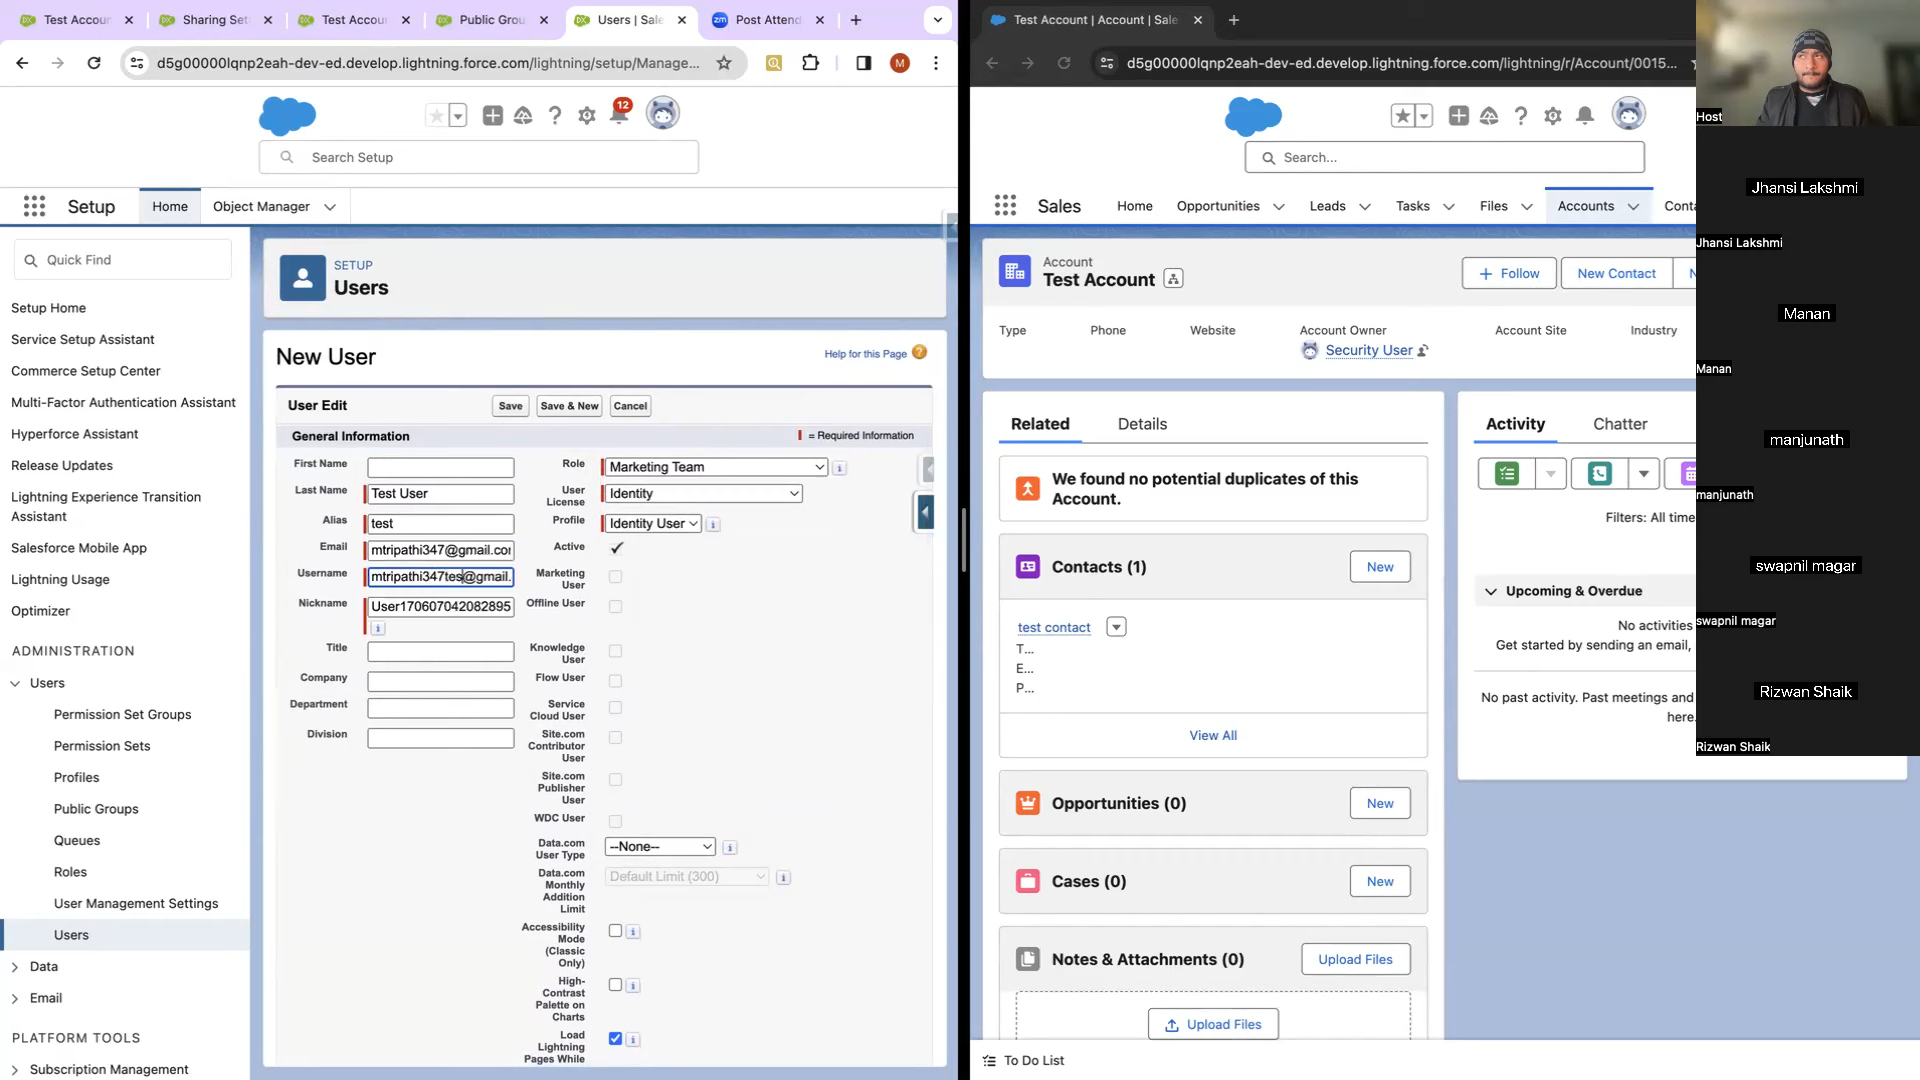 Test Accou
Sharing Set
Test Accou
Public Grou
Users | Sale
Post Attend
d5g00000lqnp2eah-dev-ed.develop.lightning.force.com/lightning/setup/Manage...
M
12
Search Setup
Setup
Home
Object Manager
Quick Find
Setup Home
Service Setup Assistant
Commerce Setup Center
Multi-Factor Authentication Assistant
Hyperforce Assistant
Release Updates
Lightning Experience Transition
Assistant
Salesforce Mobile App
Lightning Usage
Optimizer
ADMINISTRATION
Users
Permission Set Groups
Permission Sets
Profiles
Public Groups
Queues
Roles
User Management Settings
Users
Data
Email
PLATFORM TOOLS
Subscription Management
SETUP
Users
New User
Help for this Page
User Edit
Save
Save & New
Cancel
General Information
= Required Information
First Name
Last Name
Test User
Alias
test
Email
mtripathi347@gmail.com
Username
mtripathi347tes@gmail.
Nickname
User170607042082895
Title
Company
Department
Division
Role
Marketing Team
User
License
Identity
Profile
Identity User
Active
Marketing
User
Offline User
Knowledge
User
Flow User
Service
Cloud User
Site.com
Contributor
User
Site.com
Publisher
User
WDC User
Data.com
User Type
--None--
Data.com
Monthly
Addition
Limit
Default Limit (300)
Accessibility
Mode
(Classic
Only)
High-
Contrast
Palette on
Charts
Load
Lightning
Pages While
Test Account | Account | Sale
d5g00000lqnp2eah-dev-ed.develop.lightning.force.com/lightning/r/Account/0015...
Search...
Sales
Home
Opportunities
Leads
Tasks
Files
Accounts
Conta
Account
Test Account
Follow
New Contact
N
Type
Phone
Website
Account Owner
Security User
Account Site
Industry
Related
Details
We found no potential duplicates of this
Account.
Contacts (1)
New
test contact
T...
E...
P...
View All
Opportunities (0)
New
Cases (0)
New
Notes & Attachments (0)
Upload Files
Upload Files
To Do List
Activity
Chatter
Filters: All time
Upcoming & Overdue
No activities
Get started by sending an email,
No past activity. Past meetings and
here.
Host
Jhansi Lakshmi
Jhansi Lakshmi
Manan
Manan
manjunath
manjunath
swapnil magar
swapnil magar
Rizwan Shaik
Rizwan Shaik